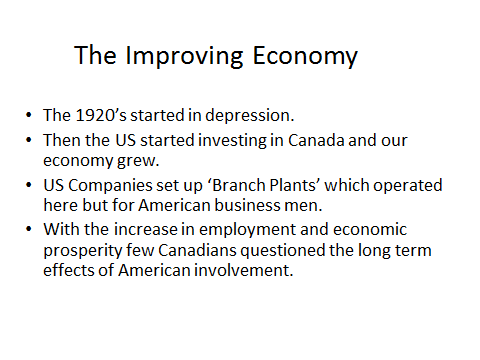 The Improving Economy
• The 1920's started in depression.
• Then the US started investing in Canada and our
economy grew.
• US Companies set up ‘Branch Plants’ which operated
here but for American business men.
• With the increase in employment and economic
prosperity few Canadians questioned the long term
effects of American involvement.